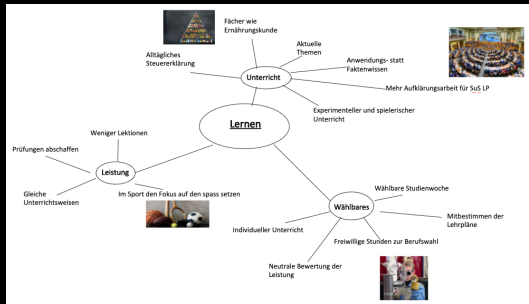 Fächer wie
Ernährungskunde
Aktuelle
Themen
Alltägliches
Steuererklärung
Anwendungs- statt
Faktenwissen
Unterricht
Mehr Aufklärungsarbeit für SuS LP
Experimenteller und spielerischer
Unterricht
Lernen
Weniger Lektionen
Prüfungen abschaffen
Leistung
Gleiche
Unterrichtsweisen
Im Sport den Fokus auf den spass setzen
Wählbare Studienwoche
Wählbares
Mitbestimmen der
Lehrpläne
Individueller Unterricht
Freiwillige Stunden zur Berufswahl
Neutrale Bewertung der
Leistung